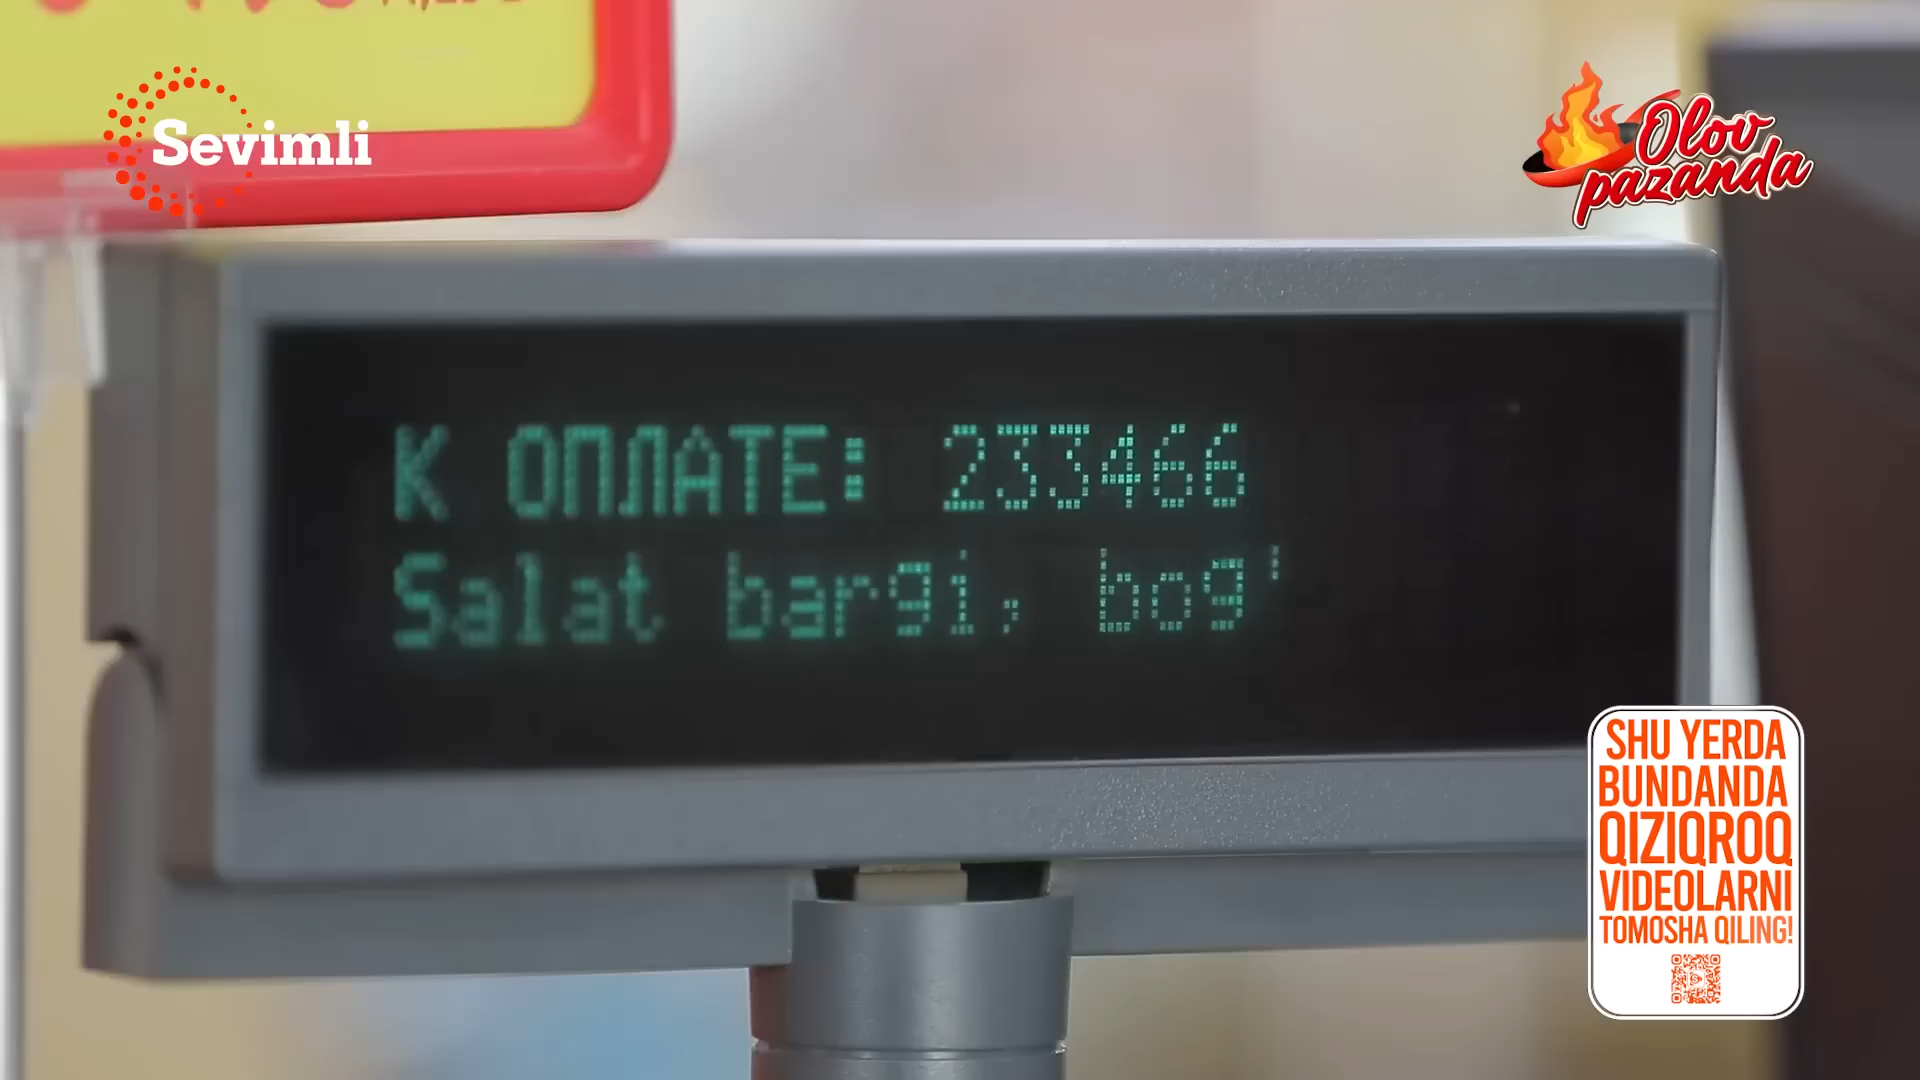 Sevimli
Olov
pazanda
К ОПЛАТЕ: 233466
Salat bargi, bog'
SHU YERDA
BUNDANDA
QIZIQROQ
VIDEOLARNI
TOMOSHA QILING!